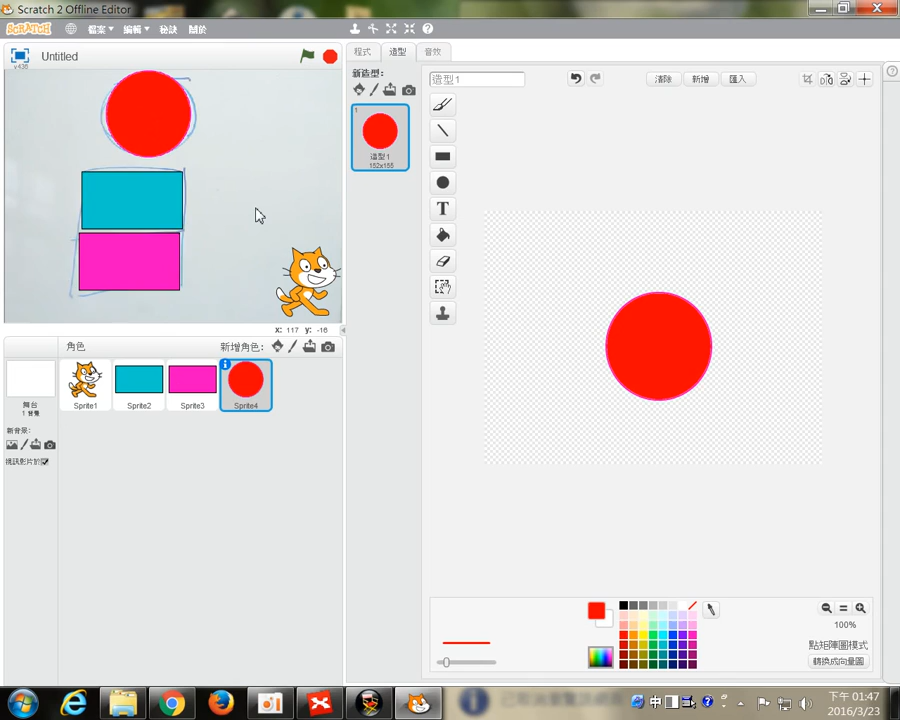 Scratch 2 Offline Editor
SCRATCH 檔案▼ 編輯▼ 秘訣 關於
Untitled
v438
程式 造型 音效
新造型:
造型1
清除 新增 匯入
1
造型1
152x155
T
x: 117 y: -16
角色 新增角色:
舞台
1 背景
新背景:
視訊影片於
Sprite1 Sprite2 Sprite3 Sprite4
100%
點矩陣圖模式
轉換成向量圖
中
下午 01:47
2016/3/23